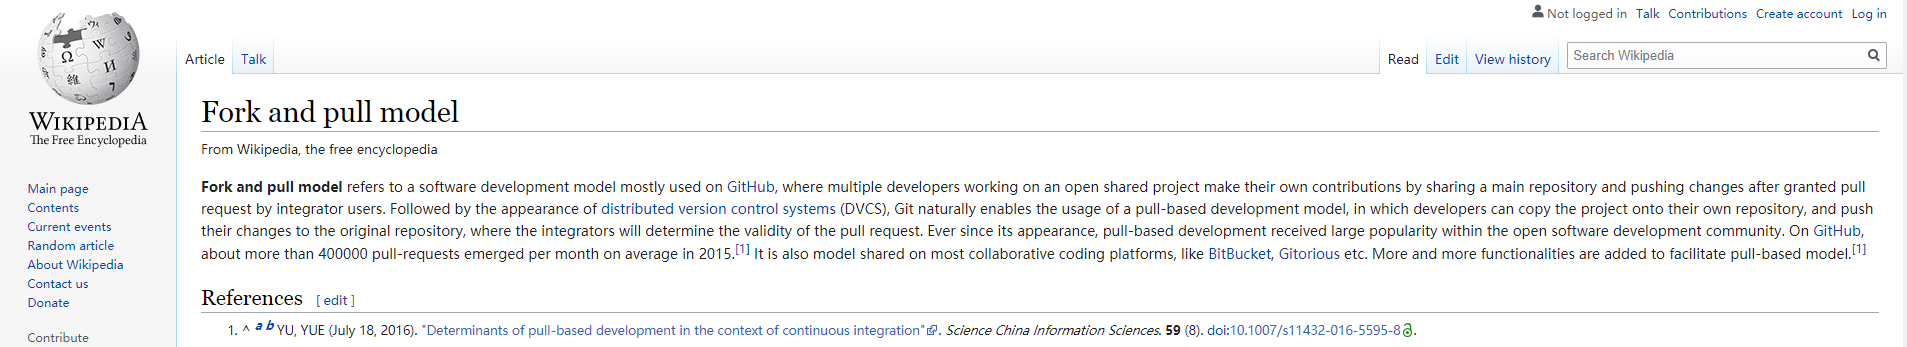 Not logged in Talk Contributions Create account Log in
Article Talk Read Edit View history Search Wikipedia
WIKIPEDIA
The Free Encyclopedia
Main page
Contents
Current events
Random article
About Wikipedia
Contact us
Donate
Contribute
Fork and pull model
From Wikipedia, the free encyclopedia
Fork and pull model refers to a software development model mostly used on GitHub, where multiple developers working on an open shared project make their own contributions by sharing a main repository and pushing changes after granted pull
request by integrator users. Followed by the appearance of distributed version control systems (DVCS), Git naturally enables the usage of a pull-based development model, in which developers can copy the project onto their own repository, and push
their changes to the original repository, where the integrators will determine the validity of the pull request. Ever since its appearance, pull-based development received large popularity within the open software development community. On GitHub,
about more than 400000 pull-requests emerged per month on average in 2015.[1] It is also model shared on most collaborative coding platforms, like BitBucket, Gitorious etc. More and more functionalities are added to facilitate pull-based model.[1]
References [ edit ]
1. ^ a b YU, YUE (July 18, 2016). "Determinants of pull-based development in the context of continuous integration". Science China Information Sciences. 59 (8). doi:10.1007/s11432-016-5595-8.